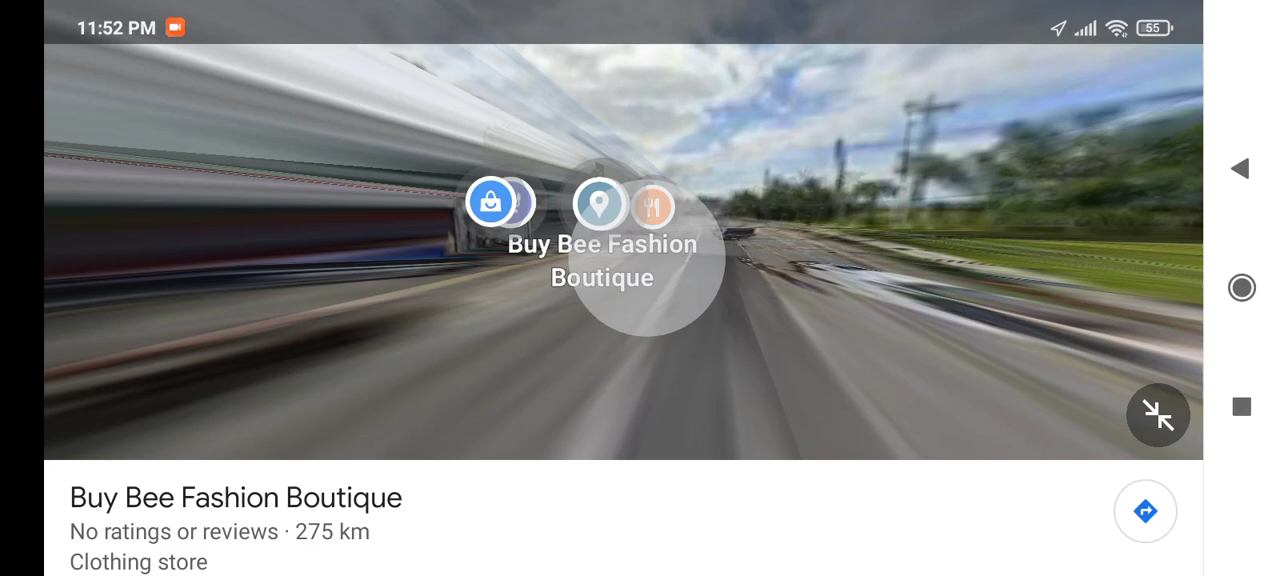 11:52 PM
55
Buy Bee Fashion
Boutique
Buy Bee Fashion Boutique
No ratings or reviews · 275 km
Clothing store